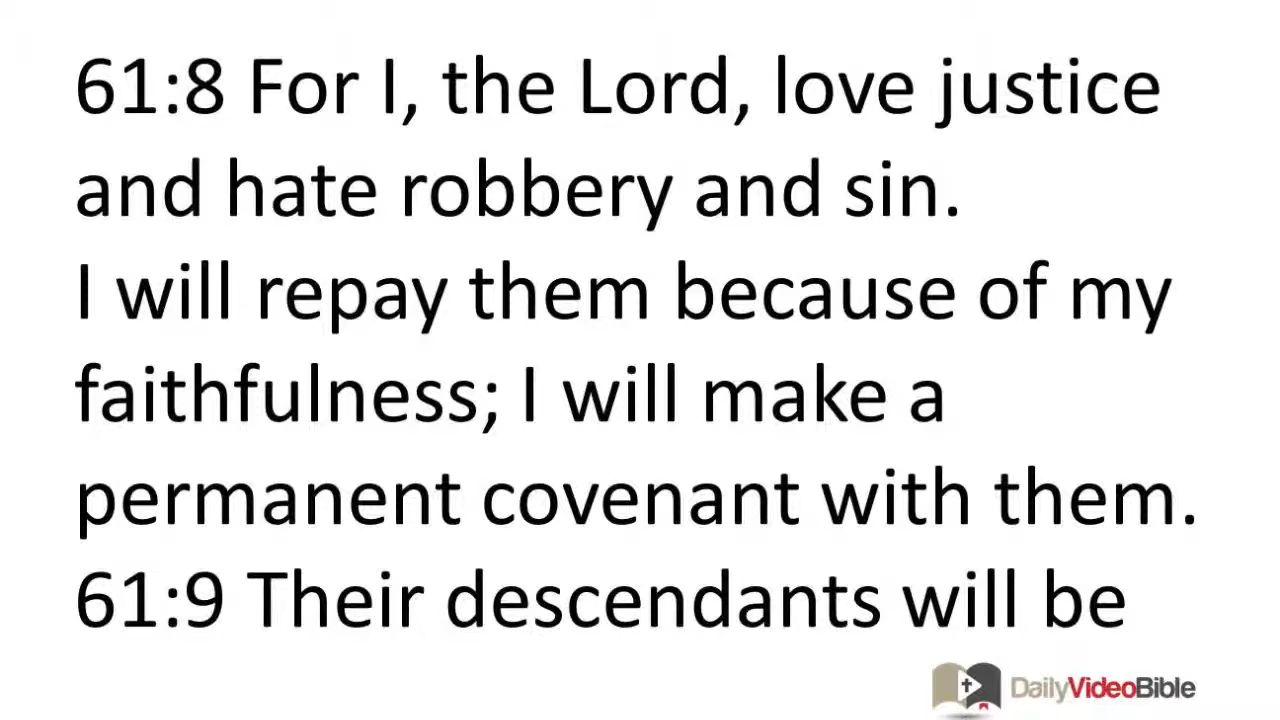 61:8 For I, the Lord, love justice
and hate robbery and sin.
I will repay them because of my
faithfulness; I will make a
permanent covenant with them.
61:9 Their descendants will be
DailyVideoBible